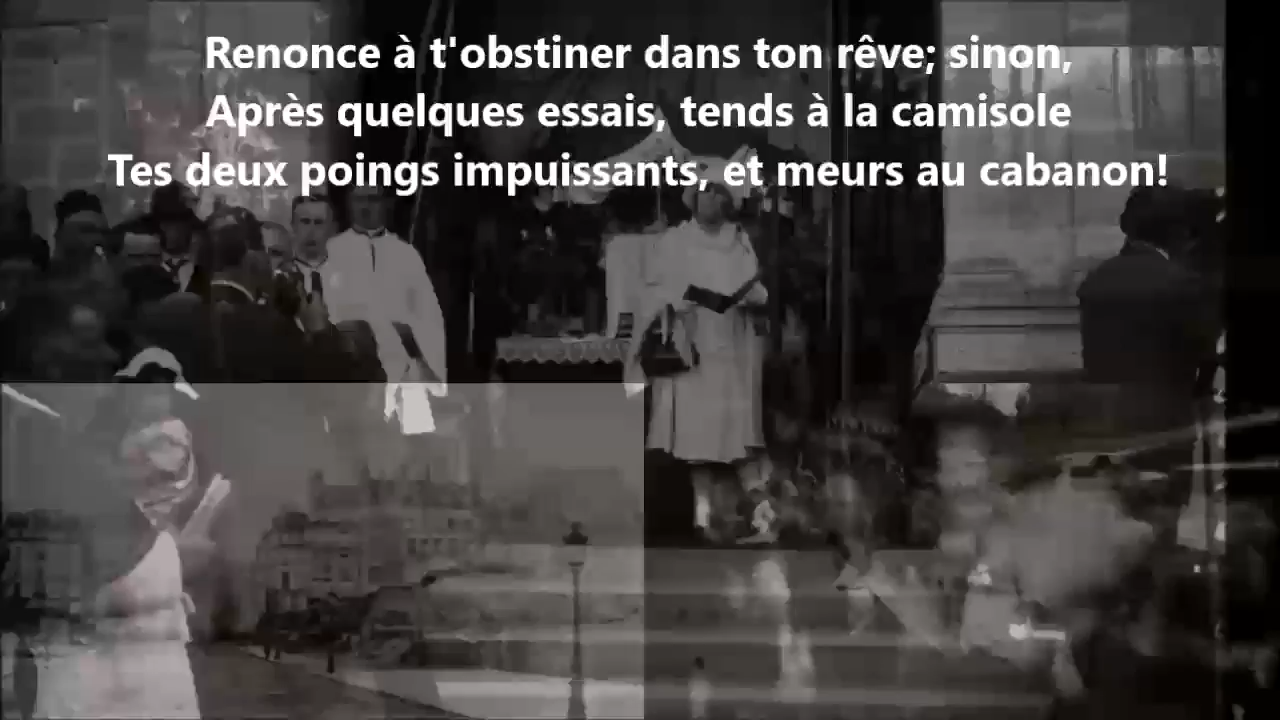 Renonce à t'obstiner dans ton rêve; sinon,
Après quelques essais, tends à la camisole
Tes deux poings impuissants, et meurs au cabanon!